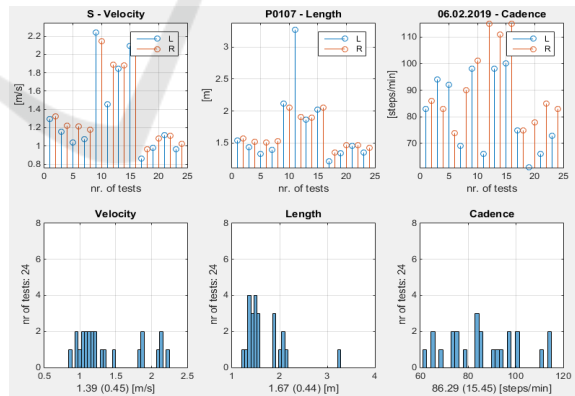 S - Velocity
P0107 - Length
06.02.2019 - Cadence
2.2
2
1.8
1.6
1.4
1.2
1
0.8
[m/s]
L
R
0 5 10 15 20 25
nr. of tests
3.5
3
2.5
2
1.5
[m]
L
R
0 5 10 15 20 25
nr. of tests
110
100
90
80
70
[steps/min]
L
R
0 5 10 15 20 25
nr. of tests
Velocity
8
6
4
2
0
nr of tests: 24
0.5 1 1.5 2 2.5
1.39 (0.45) [m/s]
Length
8
6
4
2
0
nr of tests: 24
1 2 3 4
1.67 (0.44) [m]
Cadence
8
6
4
2
0
nr of tests: 24
60 80 100 120
86.29 (15.45) [steps/min]